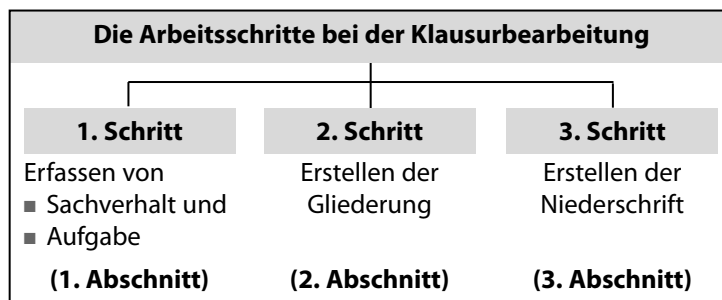 Die Arbeitsschritte bei der Klausurbearbeitung
1. Schritt
Erfassen von
■ Sachverhalt und
■ Aufgabe
(1. Abschnitt)
2. Schritt
Erstellen der
Gliederung
(2. Abschnitt)
3. Schritt
Erstellen der
Niederschrift
(3. Abschnitt)